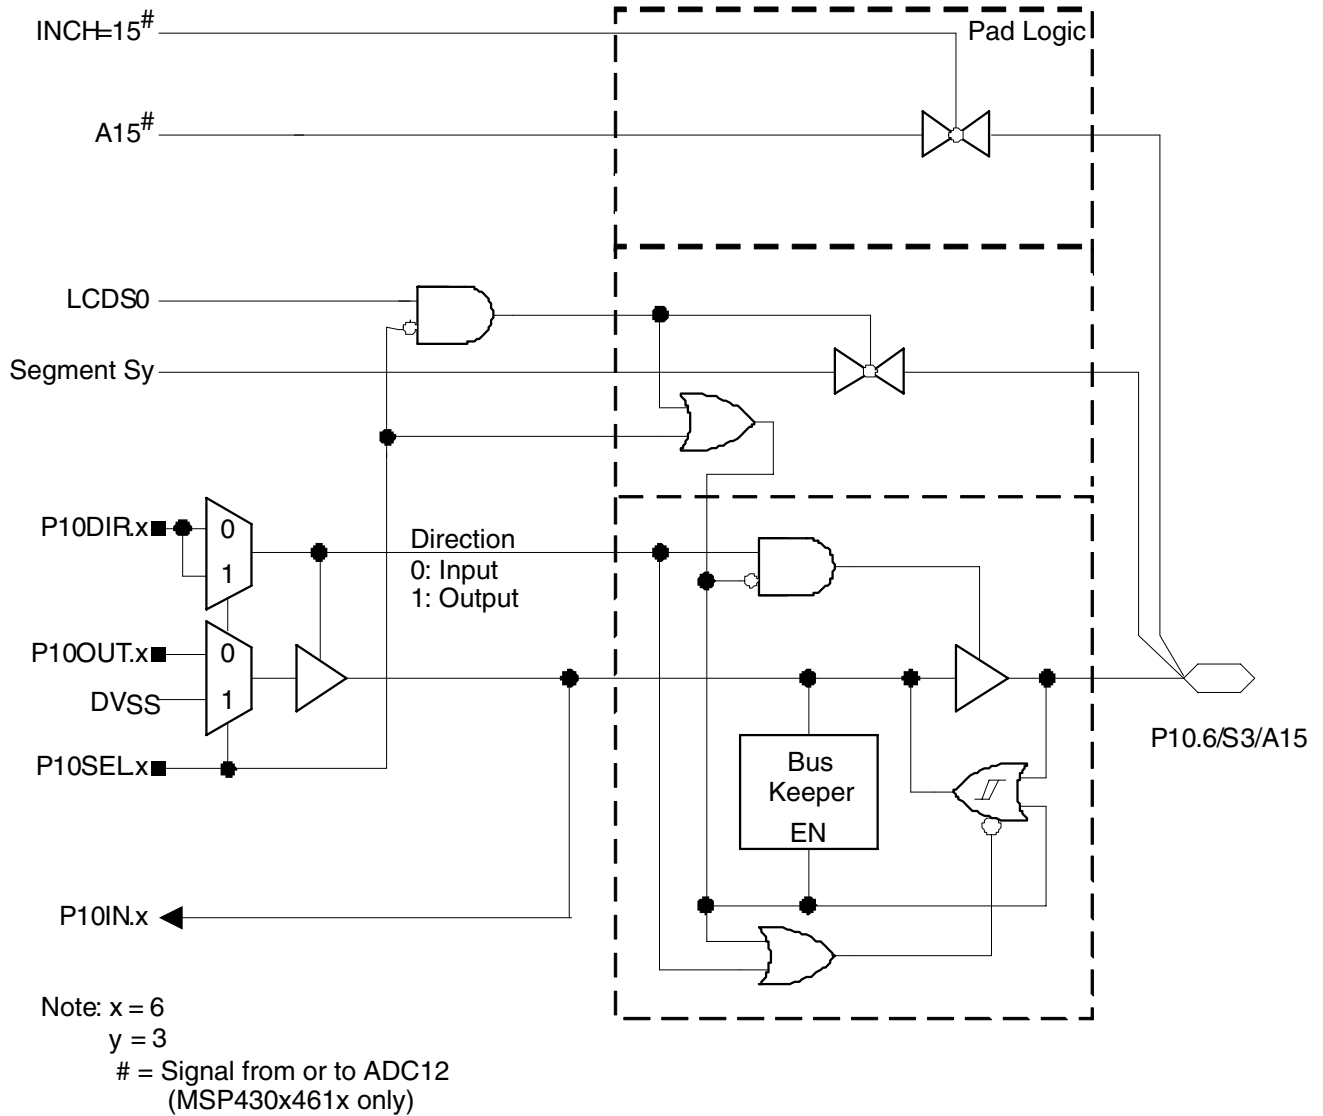 INCH=15#
Pad Logic
A15#
LCDS0
Segment Sy
P10DIR.x
0
1
Direction
0: Input
1: Output
P10OUT.x
0
DVSS
1
P10SEL.x
P10.6/S3/A15
Bus
Keeper
EN
P10IN.x
Note: x = 6
y = 3
# = Signal from or to ADC12
(MSP430x461x only)